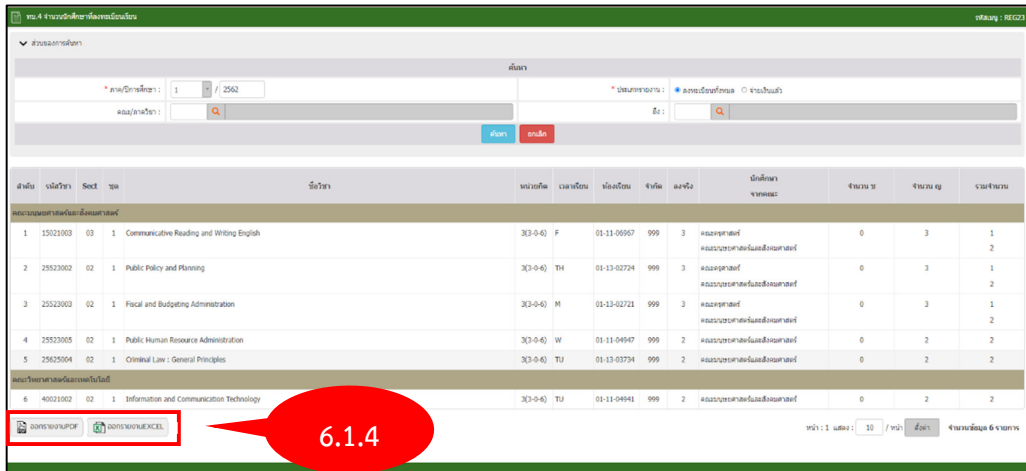 ทบ.4 จำนวนนักศึกษาที่ลงทะเบียนเรียน รหัสเมนู : REG23
ส่วนของการค้นหา
ค้นหา
* ภาค/ปีการศึกษา : 1 / 2562 * ประเภทรายงาน : ลงทะเบียนทั้งหมด จ่ายเงินแล้ว
คณะ/ภาควิชา : ถึง :
ค้นหา ยกเลิก
ลำดับ รหัสวิชา Sect ชุด ชื่อวิชา หน่วยกิต เวลาเรียน ห้องเรียน จำกัด ลงจริง นักศึกษา จำนวน ช จำนวน ญ รวมจำนวน
จากคณะ
คณะมนุษยศาสตร์และสังคมศาสตร์
1 15021003 03 1 Communicative Reading and Writing English 3(3-0-6) F 01-11-06967 999 3 คณะครุศาสตร์ 0 3 1
คณะมนุษยศาสตร์และสังคมศาสตร์ 2
2 25523002 02 1 Public Policy and Planning 3(3-0-6) TH 01-13-02724 999 3 คณะครุศาสตร์ 0 3 1
คณะมนุษยศาสตร์และสังคมศาสตร์ 2
3 25523003 02 1 Fiscal and Budgeting Administration 3(3-0-6) M 01-13-02721 999 3 คณะครุศาสตร์ 0 3 1
คณะมนุษยศาสตร์และสังคมศาสตร์ 2
4 25523005 02 1 Public Human Resource Administration 3(3-0-6) W 01-11-04947 999 2 คณะมนุษยศาสตร์และสังคมศาสตร์ 0 2 2
5 25625004 02 1 Criminal Law : General Principles 3(3-0-6) TU 01-13-03734 999 2 คณะมนุษยศาสตร์และสังคมศาสตร์ 0 2 2
คณะวิทยาศาสตร์และเทคโนโลยี
6 40021002 02 1 Information and Communication Technology 3(3-0-6) TU 01-11-04941 999 2 คณะมนุษยศาสตร์และสังคมศาสตร์ 0 2 2
ออกรายงานPDF ออกรายงานEXCEL หน้า : 1 แสดง : 10 / หน้า ตั้งค่า จำนวนข้อมูล 6 รายการ
6.1.4